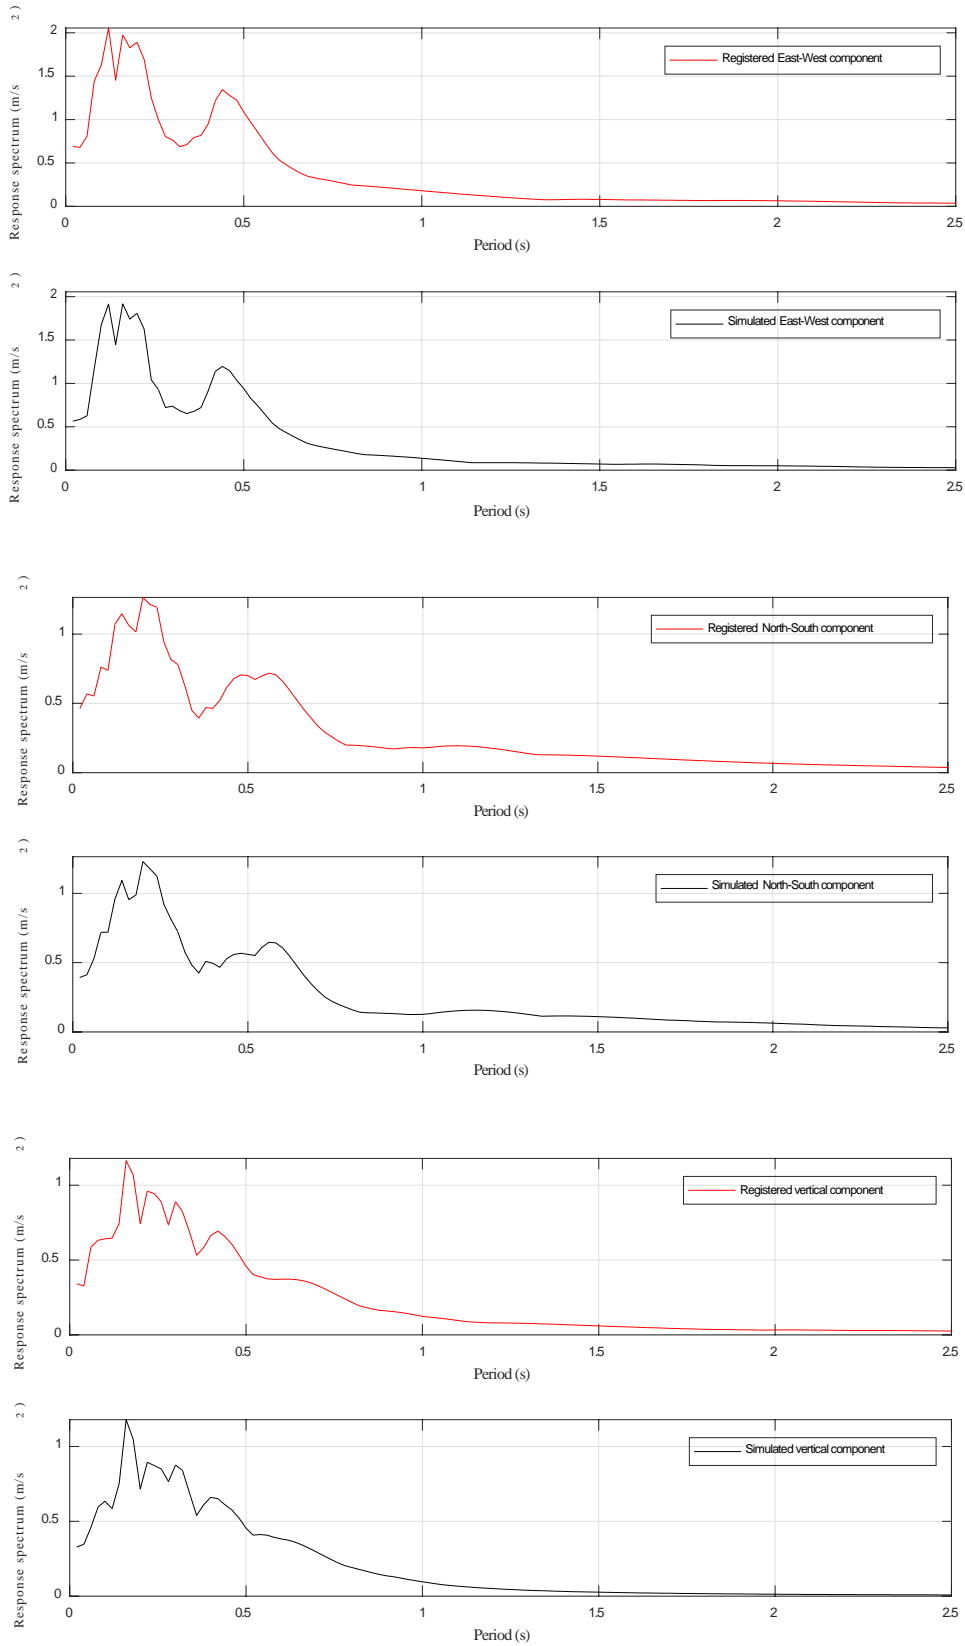 Response spectrum (m/s2)
2
1.5
1
0.5
0
Registered East-West component
0 0.5 1 1.5 2 2.5
Period (s)
Response spectrum (m/s2)
2
1.5
1
0.5
0
Simulated East-West component
0 0.5 1 1.5 2 2.5
Period (s)
Response spectrum (m/s2)
1
0.5
0
Registered North-South component
0 0.5 1 1.5 2 2.5
Period (s)
Response spectrum (m/s2)
1
0.5
0
Simulated North-South component
0 0.5 1 1.5 2 2.5
Period (s)
Response spectrum (m/s2)
1
0.5
0
Registered vertical component
0 0.5 1 1.5 2 2.5
Period (s)
Response spectrum (m/s2)
1
0.5
0
Simulated vertical component
0 0.5 1 1.5 2 2.5
Period (s)